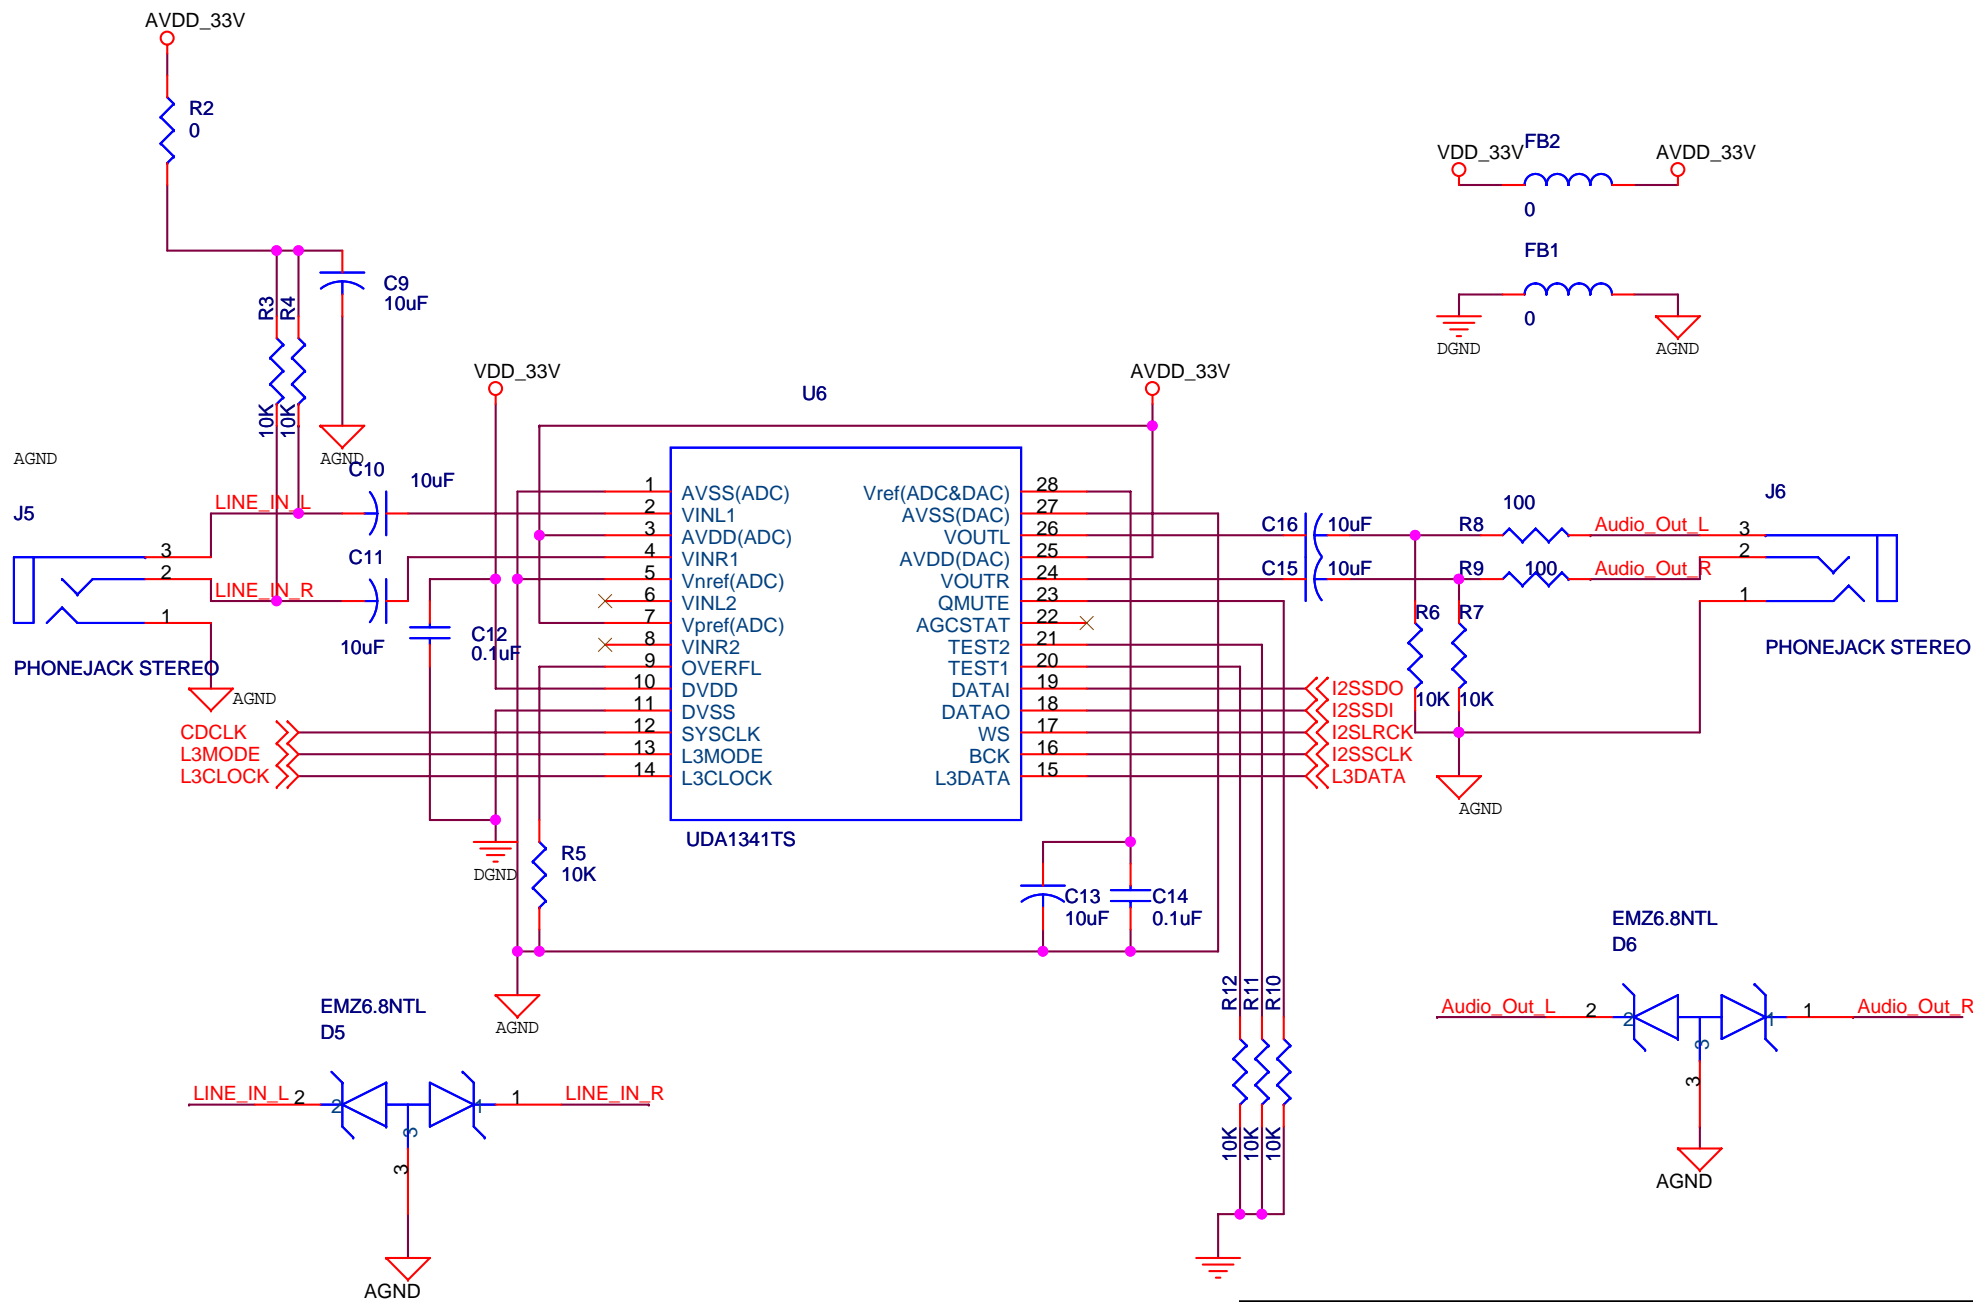 AVDD_33V
R2
0
C9
10uF
R3
R4
10K
10K
AGND
AGND
C10
10uF
LINE_IN_L
J5
3
2
1
C11
LINE_IN_R
10uF
PHONEJACK STEREO
AGND
C12
0.1uF
VDD_33V
U6
AVDD_33V
1 AVSS(ADC)
2 VINL1
3 AVDD(ADC)
4 VINR1
5 Vnref(ADC)
6 VINL2
7 Vpref(ADC)
8 VINR2
9 OVERFL
10 DVDD
11 DVSS
12 SYSCLK
13 L3MODE
14 L3CLOCK
Vref(ADC&DAC) 28
AVSS(DAC) 27
VOUTL 26
AVDD(DAC) 25
VOUTR 24
QMUTE 23
AGCSTAT 22
TEST2 21
TEST1 20
DATAI 19
DATAO 18
WS 17
BCK 16
L3DATA 15
UDA1341TS
CDCLK
L3MODE
L3CLOCK
I2SSDO
I2SSDI
I2SLRCK
I2SSCLK
L3DATA
DGND
R5
10K
AGND
C13
10uF
C14
0.1uF
VDD_33V
FB2
AVDD_33V
0
FB1
0
DGND
AGND
C16
10uF
R8
100
Audio_Out_L
C15
10uF
R9
100
Audio_Out_R
3
2
1
J6
PHONEJACK STEREO
R6
R7
10K
10K
AGND
R12
R11
R10
10K
10K
10K
EMZ6.8NTL
D5
LINE_IN_L
2
2
1
1
LINE_IN_R
3
3
AGND
EMZ6.8NTL
D6
Audio_Out_L
2
2
1
1
Audio_Out_R
3
3
AGND